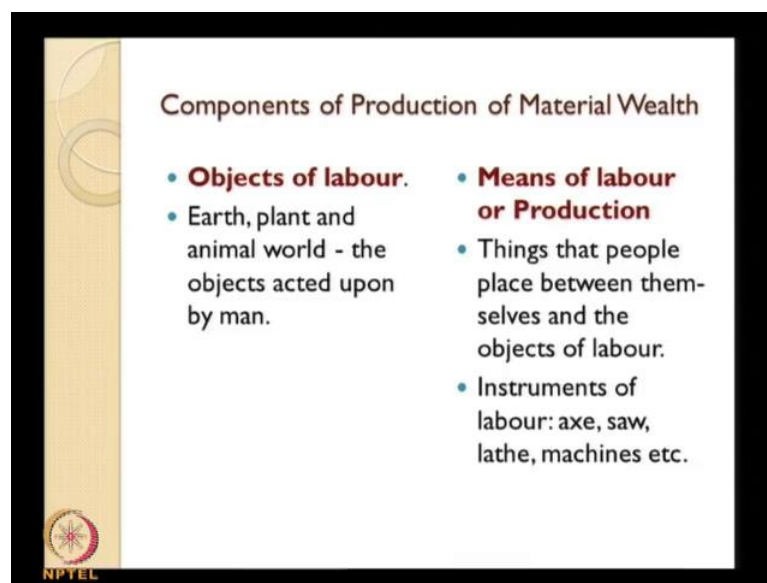 Components of Production of Material Wealth
• Objects of labour.
• Earth, plant and
animal world - the
objects acted upon
by man.
• Means of labour
or Production
• Things that people
place between them-
selves and the
objects of labour.
• Instruments of
labour: axe, saw,
lathe, machines etc.
NPTEL